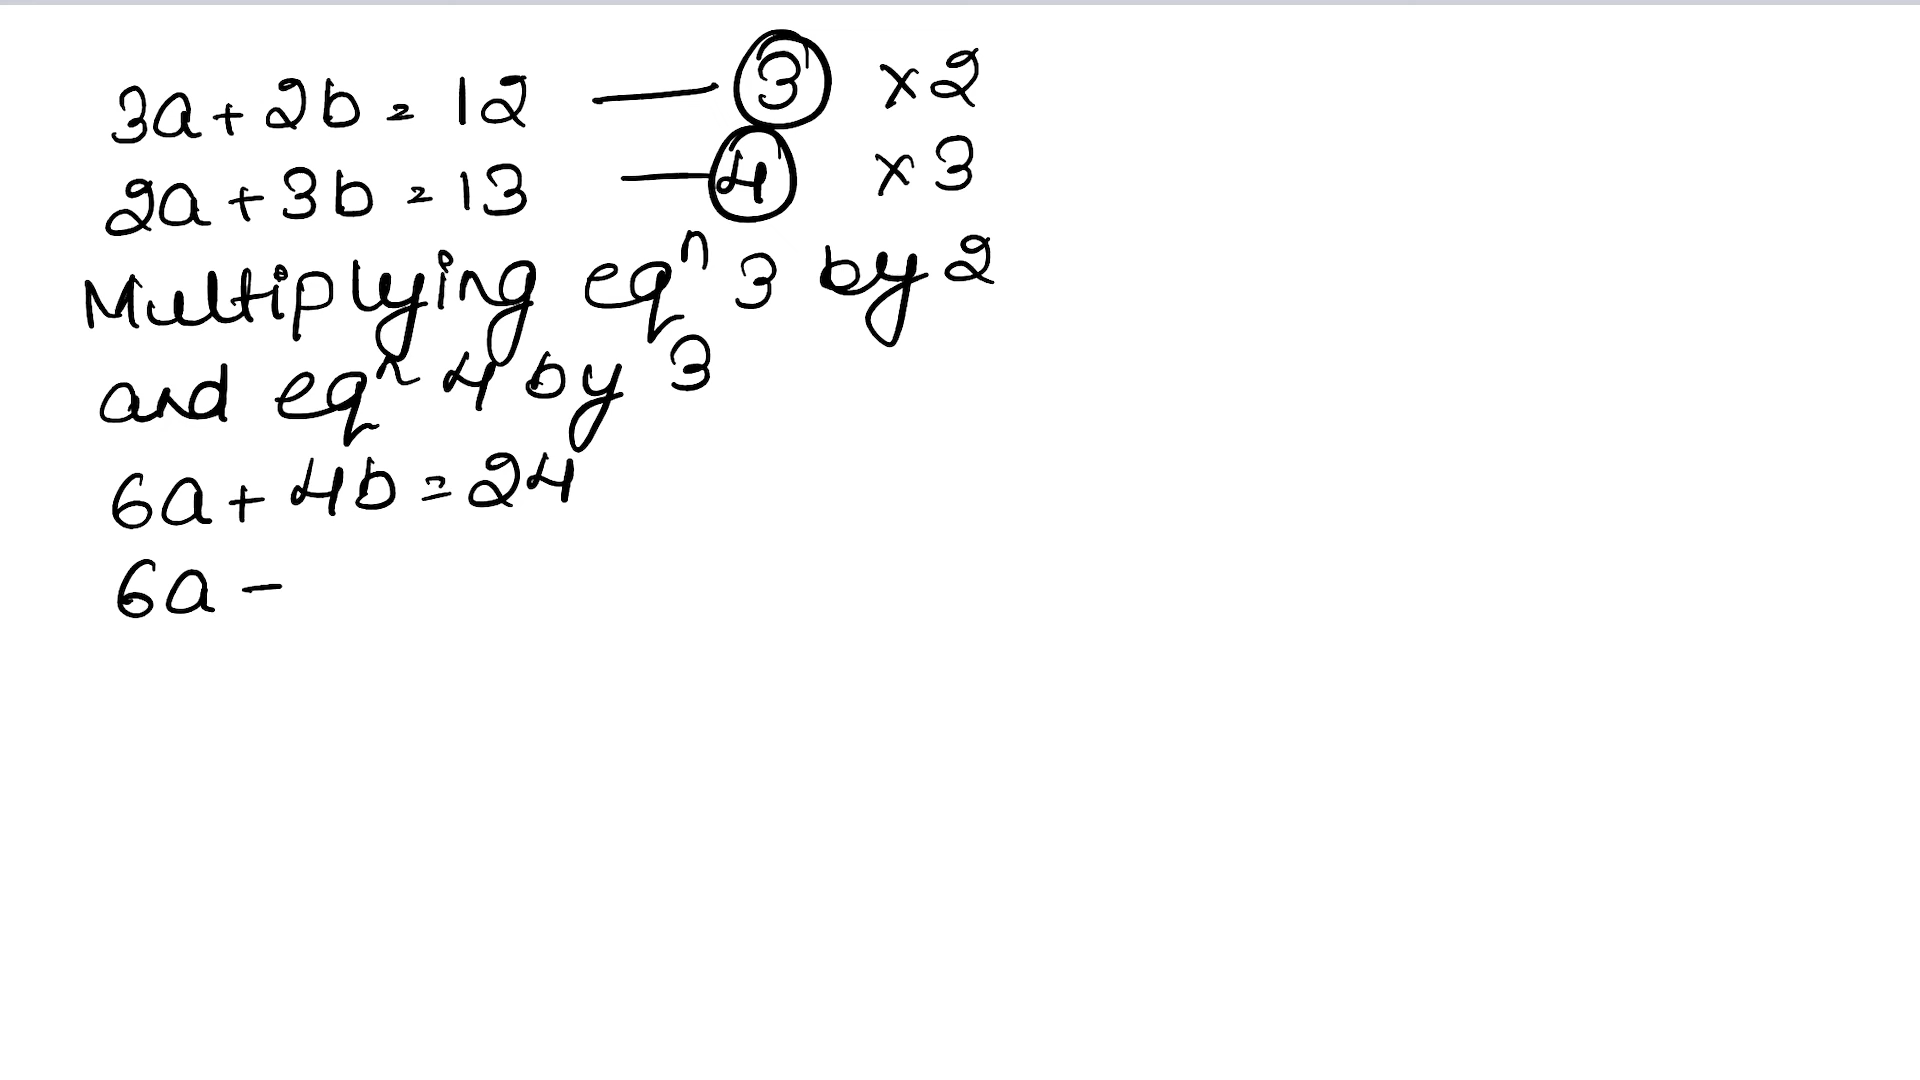 3a + 2b = 12 — 3 ×2
2a + 3b = 13 — 4 ×3
Multiplying eqⁿ 3 by 2
and eqⁿ 4 by 3
6a + 4b = 24
6a -